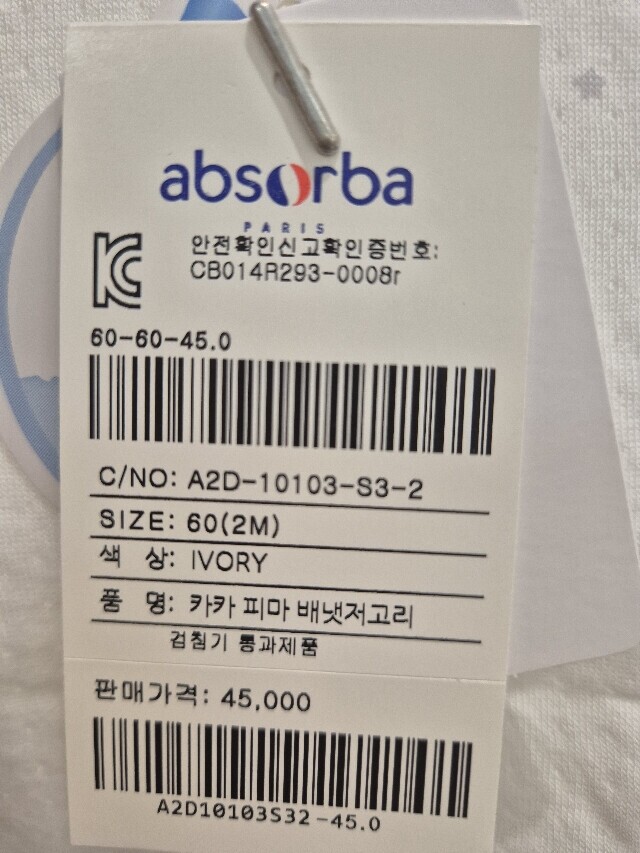 absorba
PARIS
안전확인신고확인증번호:
CB014R293-0008r
60-60-45.0
C/NO: A2D-10103-S3-2
SIZE: 60(2M)
색 상: IVORY
품 명: 카카 피마 배냇저고리
검침기 통과제품
판매가격: 45,000
A2D10103S32-45.0